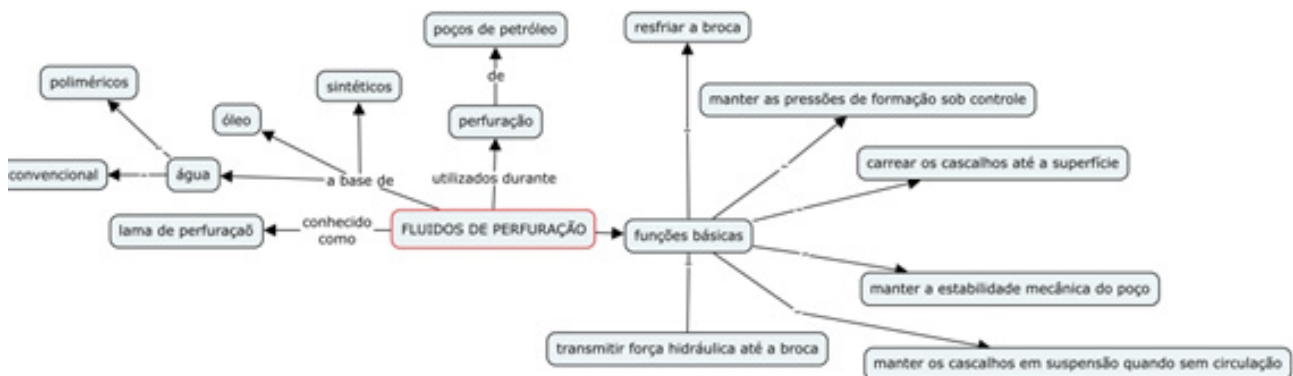 poços de petróleo
resfriar a broca
poliméricos
sintéticos
de
manter as pressões de formação sob controle
óleo
perfuração
carrear os cascalhos até a superfície
convencional
água
a base de
utilizados durante
lama de perfuraçaõ
conhecido
como
FLUIDOS DE PERFURAÇÃO
funções básicas
manter a estabilidade mecânica do poço
transmitir força hidráulica até a broca
manter os cascalhos em suspensão quando sem circulação